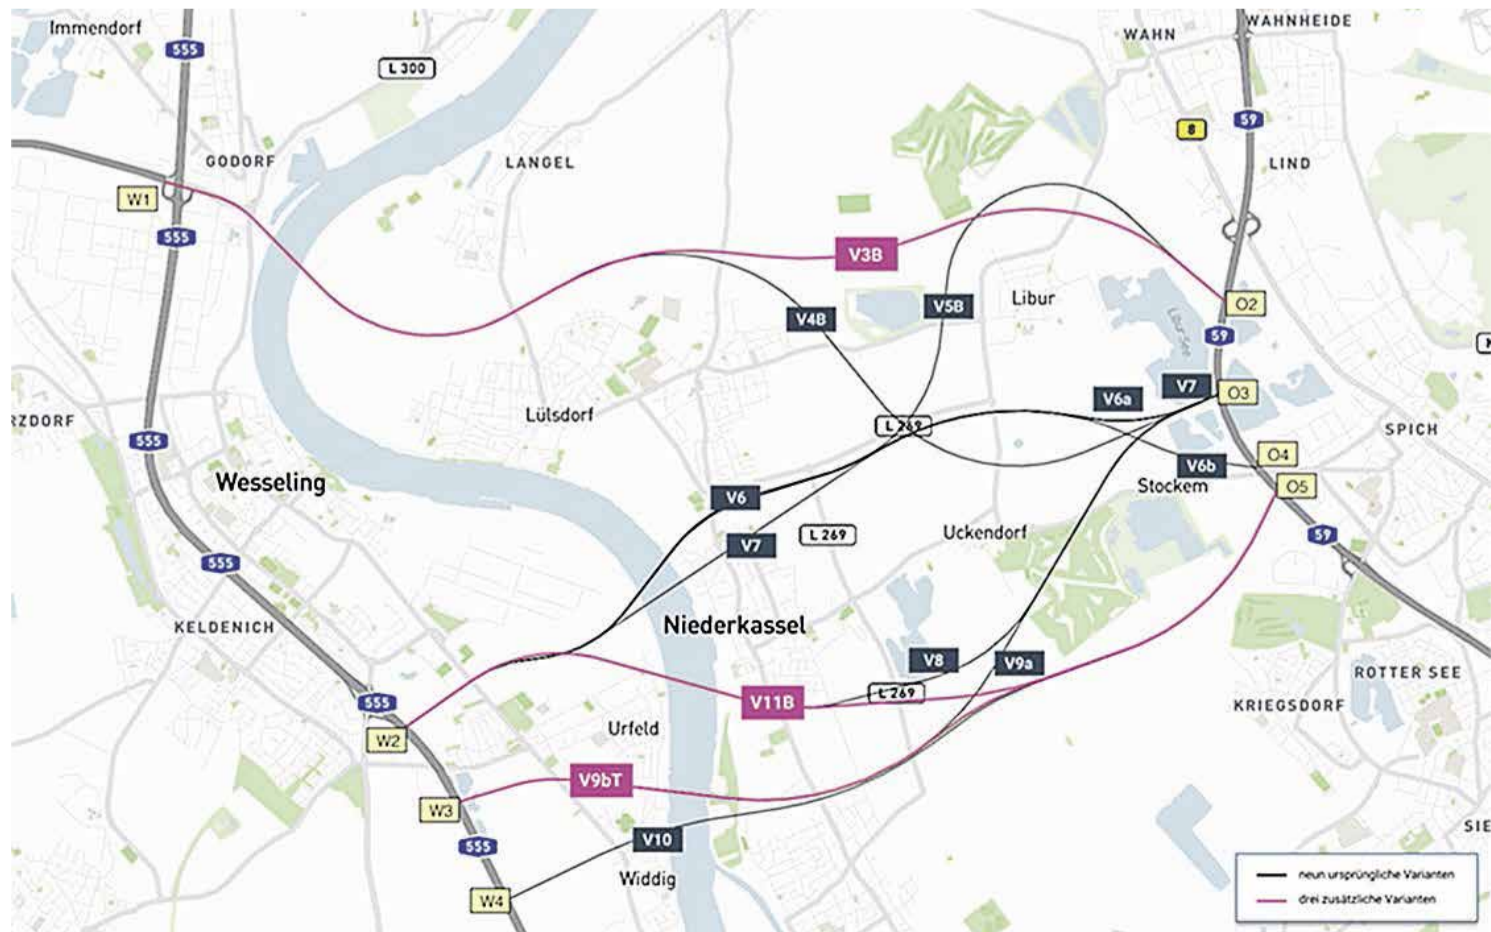 Immendorf
555
L 300
WAHN
WAHNHEIDE
8
59
GODORF
LANGEL
LIND
W1
555
V3B
V4B
V5B
Libur
O2
59
V6a
V7
O3
Lülsdorf
RZDORF
555
L 269
SPICH
O4
V6b
Stockem
O5
Wesseling
V6
V7
L 269
Uckendorf
59
555
KELDENICH
Niederkassel
V8
V9a
L 269
ROTTER SEE
KRIEGSDORF
555
V11B
W2
Urfeld
V9bT
W3
555
V10
SIE
Widdig
W4
neun ursprüngliche Varianten
drei zusätzliche Varianten